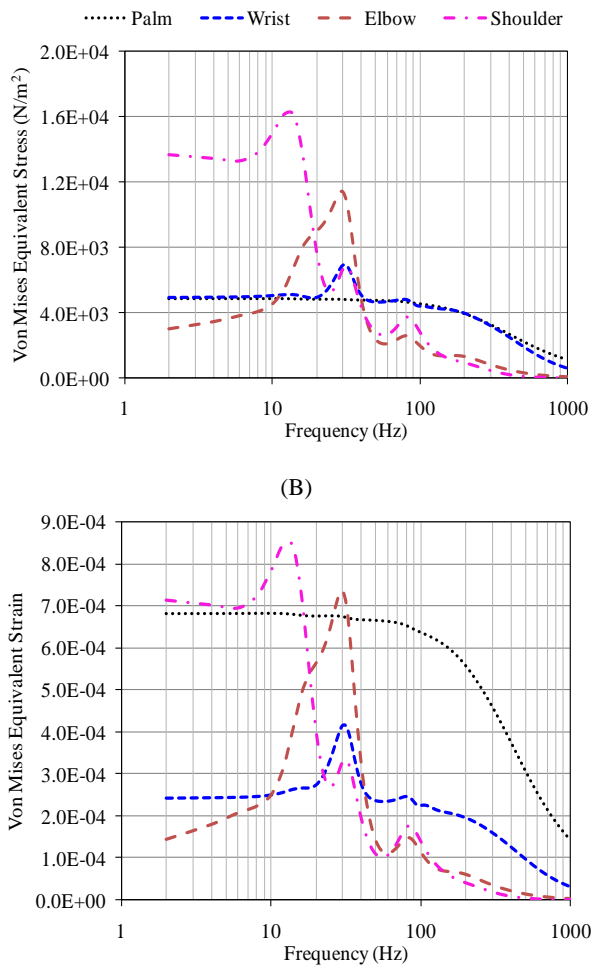 Palm Wrist Elbow Shoulder
Von Mises Equivalent Stress (N/m²)
2.0E+04
1.6E+04
1.2E+04
8.0E+03
4.0E+03
0.0E+00
1 10 100 1000
Frequency (Hz)
(B)
Von Mises Equivalent Strain
9.0E-04
8.0E-04
7.0E-04
6.0E-04
5.0E-04
4.0E-04
3.0E-04
2.0E-04
1.0E-04
0.0E+00
1 10 100 1000
Frequency (Hz)